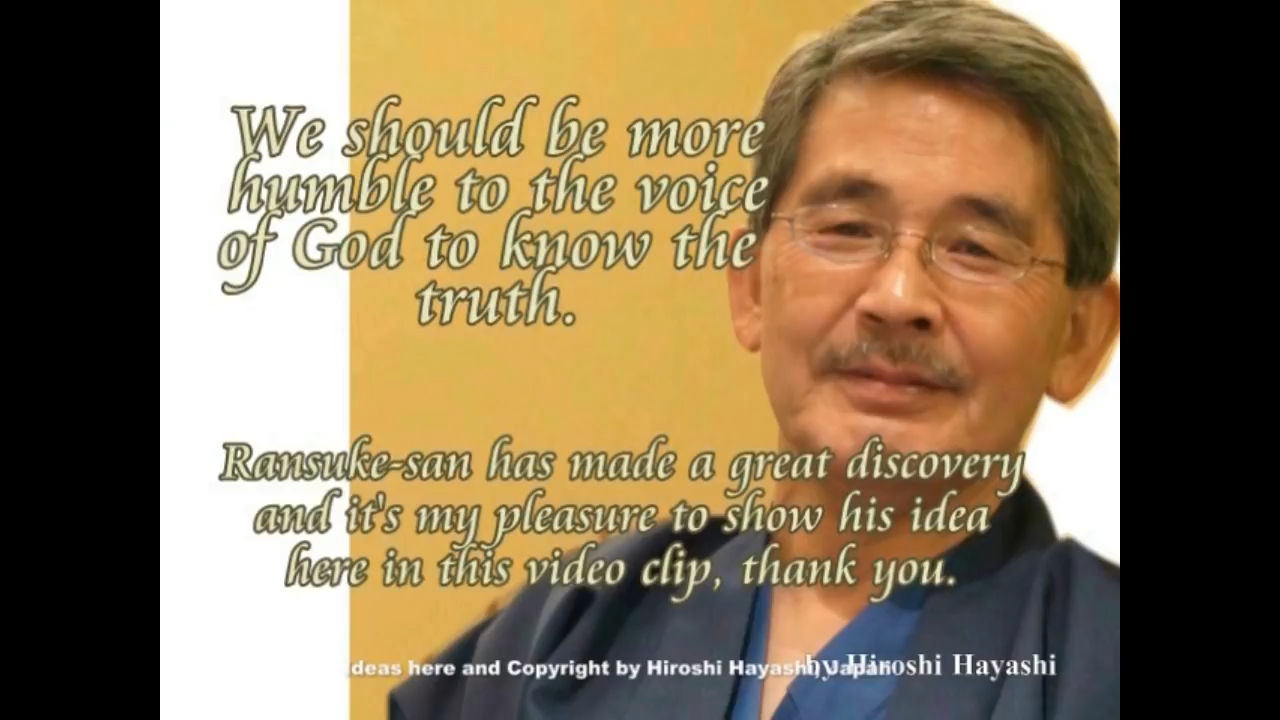 We should be more
humble to the voice
of God to know the
truth.
Ransuke-san has made a great discovery
and it's my pleasure to show his idea
here in this video clip, thank you.
deas here and Copyright by Hiroshi Hayashi, Japan
by Hiroshi Hayashi